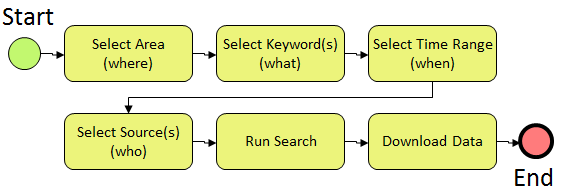 Start
Select Area
(where)
Select Keyword(s)
(what)
Select Time Range
(when)
Select Source(s)
(who)
Run Search
Download Data
End